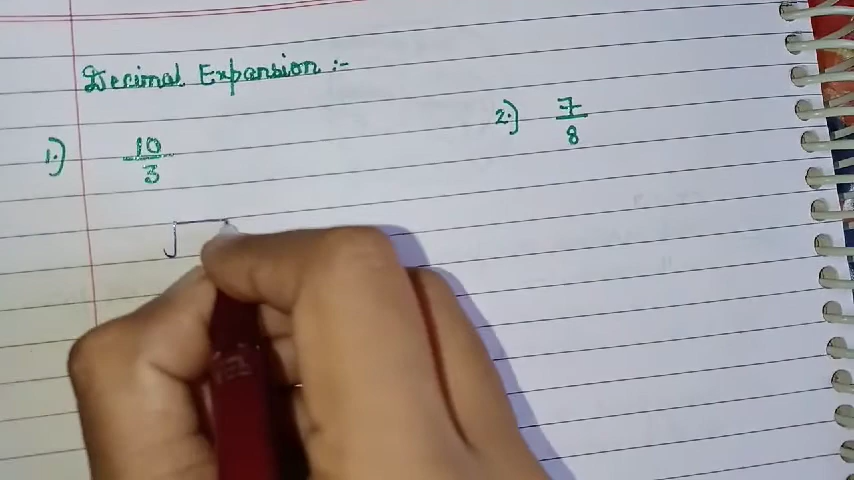 Decimal Expansion :-
1.) 10/3
2.) 7/8